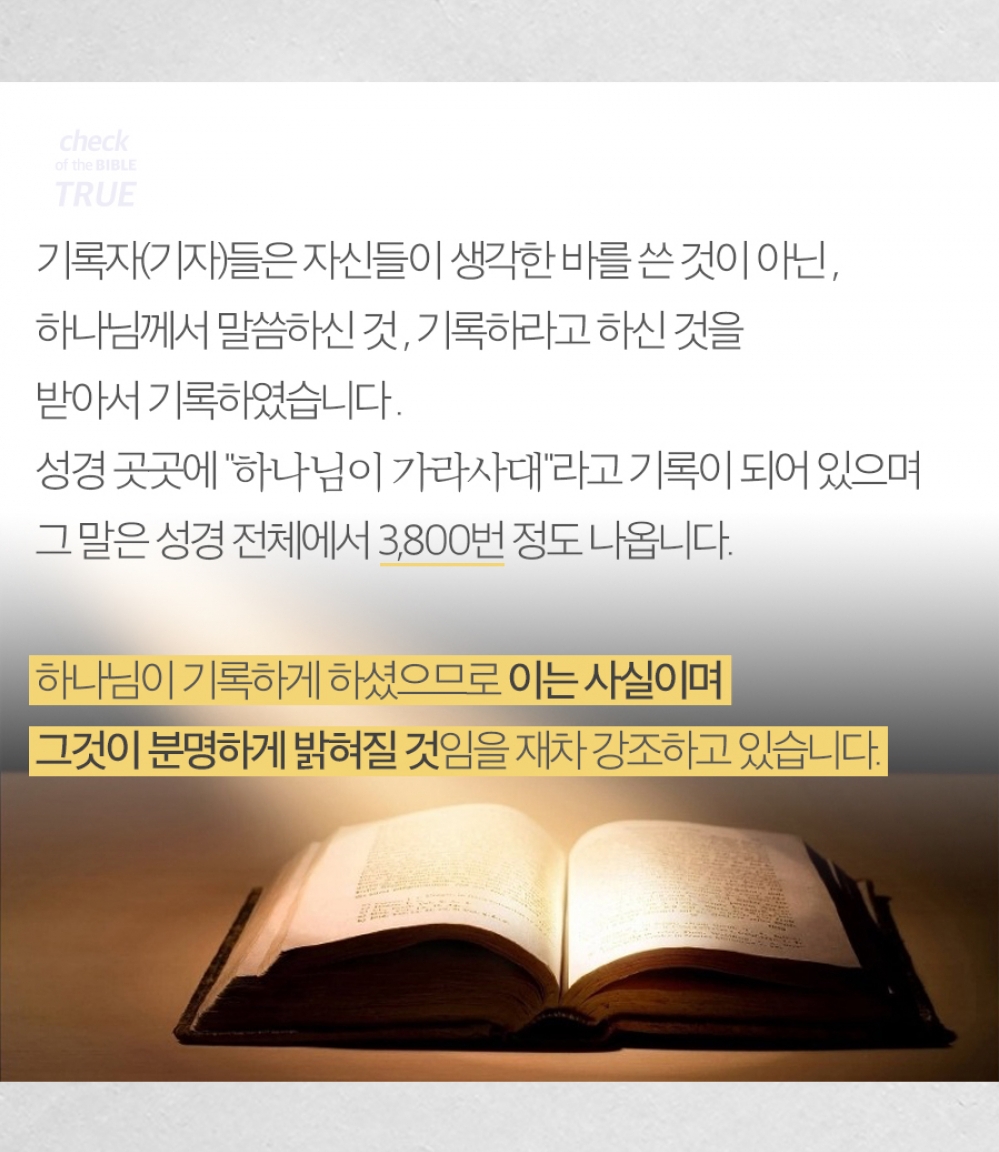 check
of the BIBLE
TRUE
기록자(기자)들은 자신들이 생각한 바를 쓴 것이 아닌 ,
하나님께서 말씀하신 것 , 기록하라고 하신 것을
받아서 기록하였습니다 .
성경 곳곳에 "하나님이 가라사대"라고 기록이 되어 있으며
그 말은 성경 전체에서 3,800번 정도 나옵니다.
하나님이 기록하게 하셨으므로 이는 사실이며
그것이 분명하게 밝혀질 것임을 재차 강조하고 있습니다.